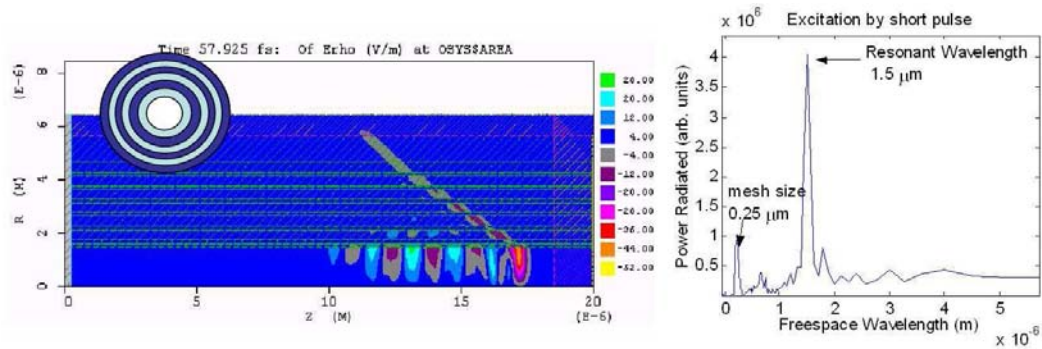 Time 57.925 fs: Of Erho (V/m) at OSYS$AREA
(E-6)
8
6
4
2
0
R (M)
0
5
10
15
20
Z (M)
(E-6)
28.00
20.00
12.00
4.00
-4.00
-12.00
-20.00
-28.00
-36.00
-44.00
-52.00
x 10^6
Excitation by short pulse
4
3.5
3
2.5
2
1.5
1
0.5
Power Radiated (arb. units)
Resonant Wavelength
1.5 μm
mesh size
0.25 μm
0
1
2
3
4
5
Freespace Wavelength (m)
x 10^-6